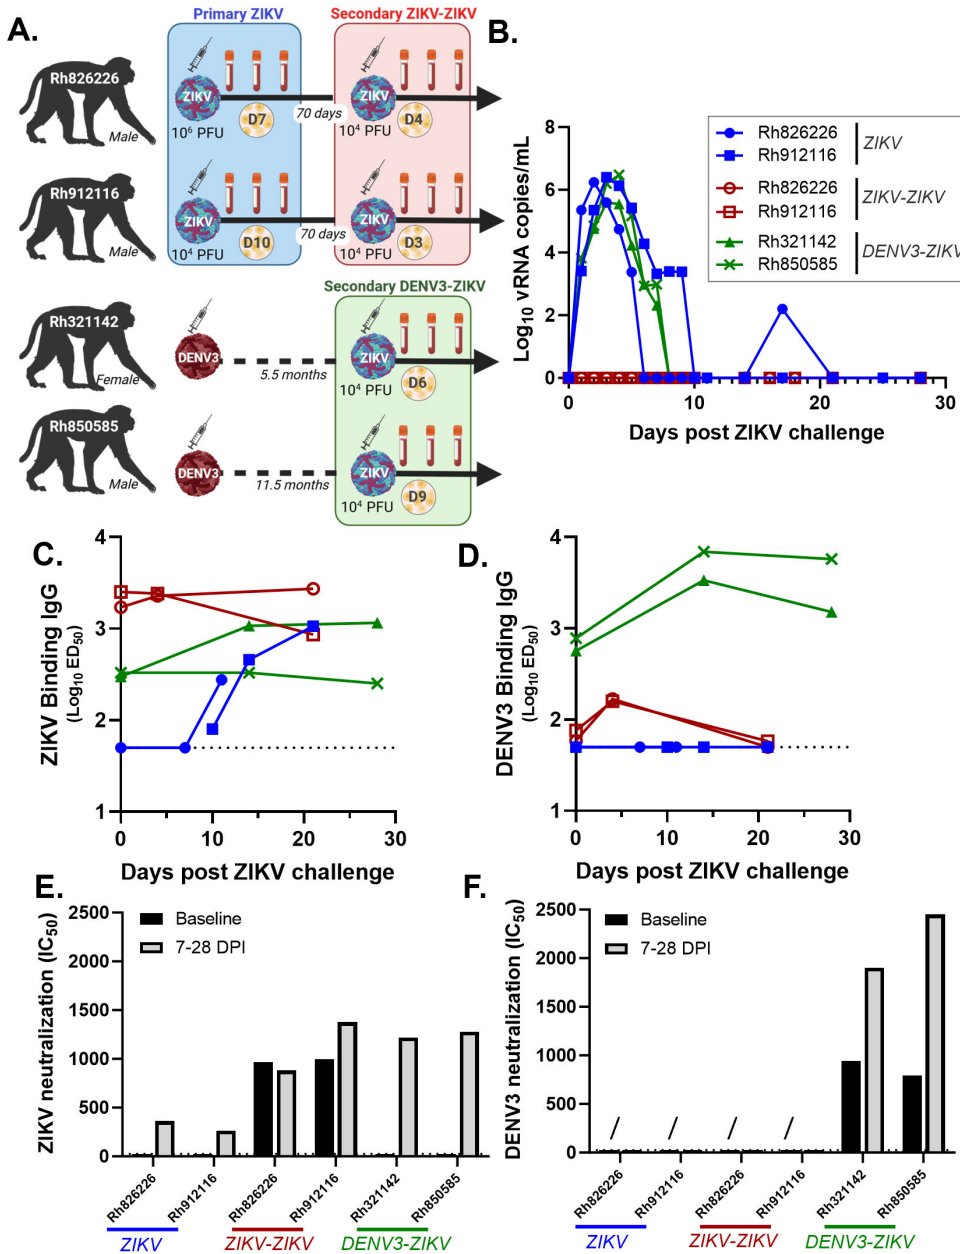 A.
Primary ZIKV
Secondary ZIKV-ZIKV
Rh826226
Male
ZIKV
10⁶ PFU
D7
70 days
ZIKV
10⁴ PFU
D4
Rh912116
Male
ZIKV
10⁴ PFU
D10
70 days
ZIKV
10⁴ PFU
D3
Secondary DENV3-ZIKV
Rh321142
Female
DENV3
5.5 months
ZIKV
10⁴ PFU
D6
Rh850585
Male
DENV3
11.5 months
ZIKV
10⁴ PFU
D9
B.
Log₁₀ vRNA copies/mL
8
6
4
2
0
0
10
20
30
Days post ZIKV challenge
Rh826226
Rh912116
ZIKV
Rh826226
Rh912116
ZIKV-ZIKV
Rh321142
Rh850585
DENV3-ZIKV
C.
ZIKV Binding IgG
(Log₁₀ ED₅₀)
4
3
2
1
0
10
20
30
Days post ZIKV challenge
D.
DENV3 Binding IgG
(Log₁₀ ED₅₀)
4
3
2
1
0
10
20
30
Days post ZIKV challenge
E.
ZIKV neutralization (IC₅₀)
2500
2000
1500
1000
500
0
Baseline
7-28 DPI
Rh826226
Rh912116
Rh826226
Rh912116
Rh321142
Rh850585
ZIKV
ZIKV-ZIKV
DENV3-ZIKV
F.
DENV3 neutralization (IC₅₀)
2500
2000
1500
1000
500
0
Baseline
7-28 DPI
Rh826226
Rh912116
Rh826226
Rh912116
Rh321142
Rh850585
ZIKV
ZIKV-ZIKV
DENV3-ZIKV